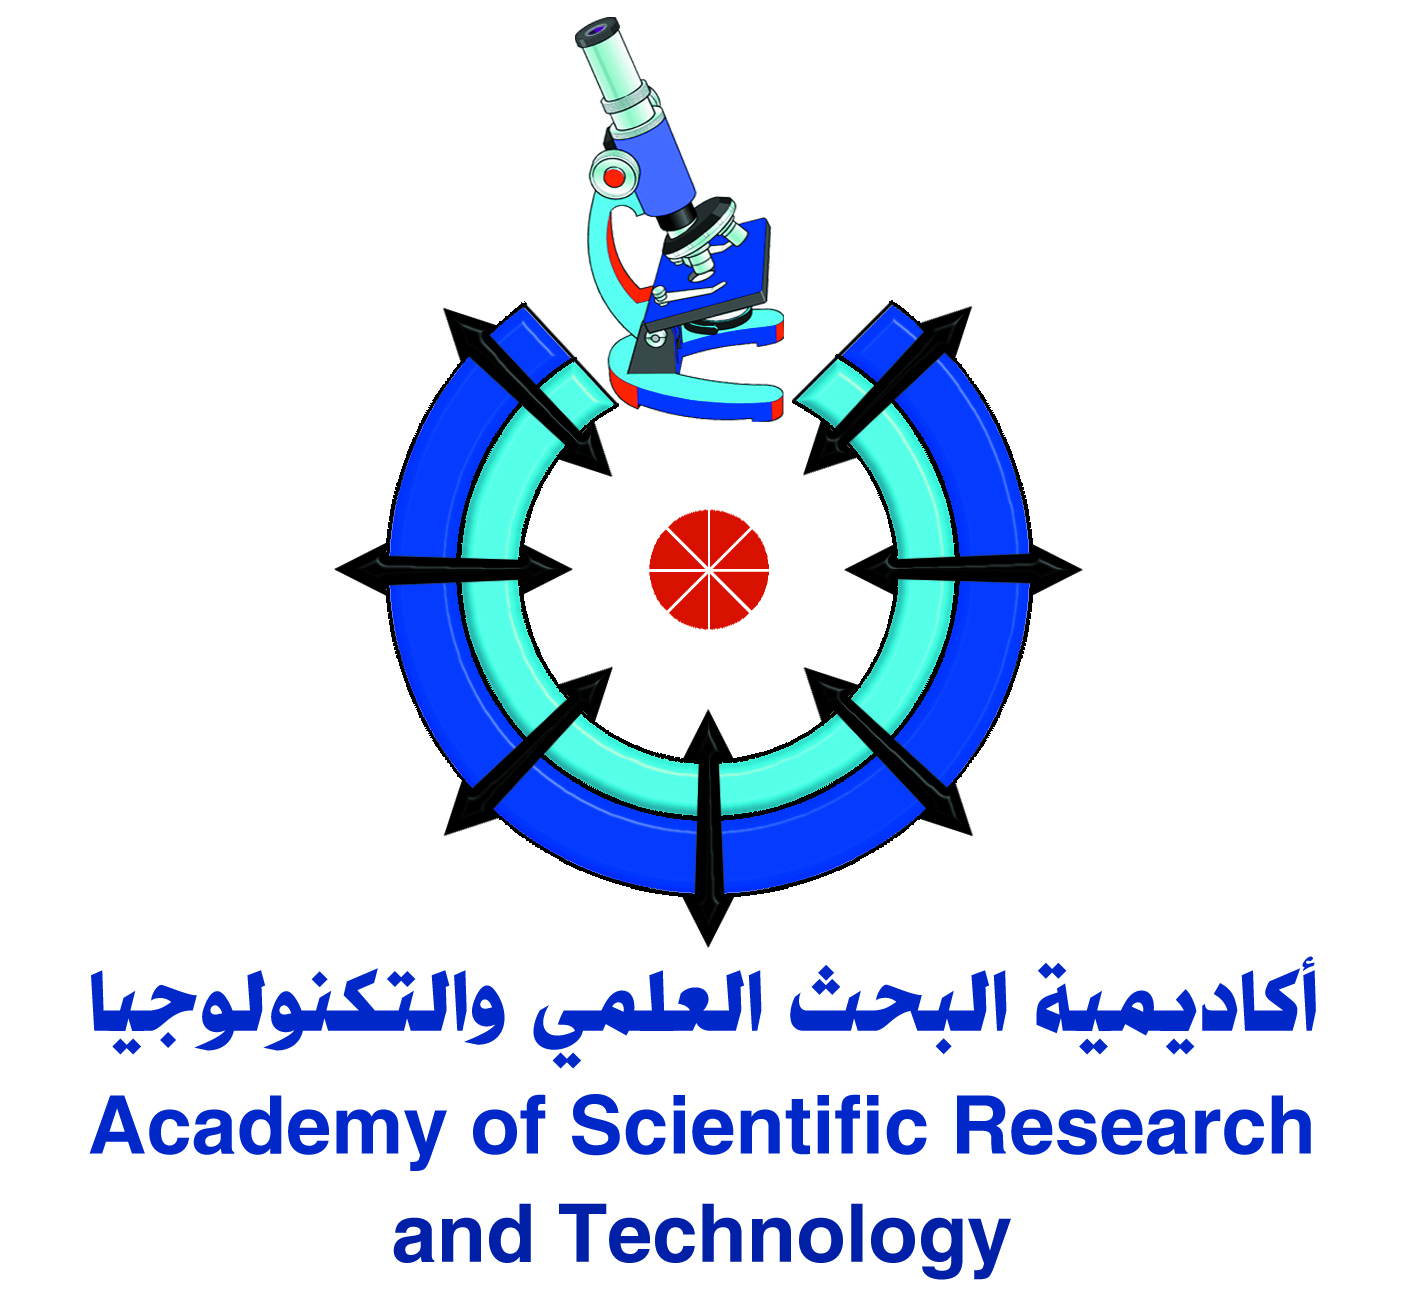 أكاديمية البحث العلمي والتكنولوجيا
Academy of Scientific Research
and Technology